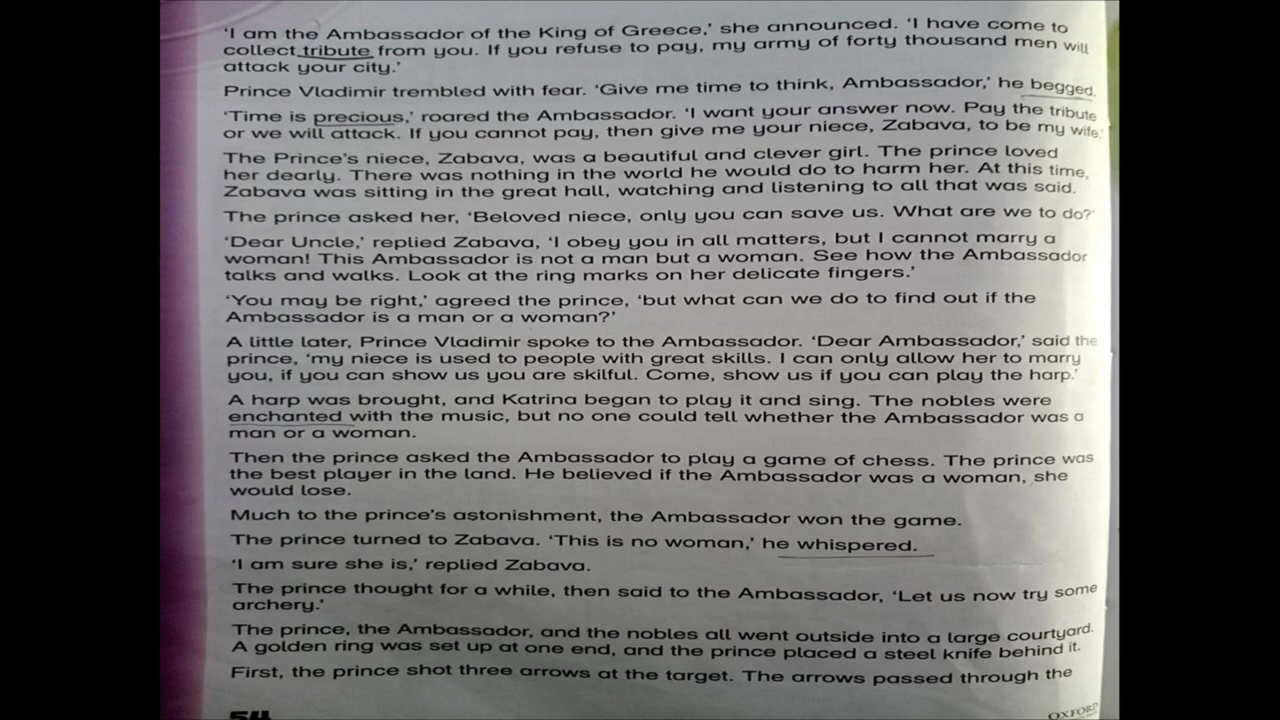 ‘I am the Ambassador of the King of Greece,’ she announced. ‘I have come to
collect tribute from you. If you refuse to pay, my army of forty thousand men will
attack your city.’
Prince Vladimir trembled with fear. ‘Give me time to think, Ambassador,’ he begged.
‘Time is precious,’ roared the Ambassador. ‘I want your answer now. Pay the tribute
or we will attack. If you cannot pay, then give me your niece, Zabava, to be my wife.’
The Prince’s niece, Zabava, was a beautiful and clever girl. The prince loved
her dearly. There was nothing in the world he would do to harm her. At this time,
Zabava was sitting in the great hall, watching and listening to all that was said.
The prince asked her, ‘Beloved niece, only you can save us. What are we to do?’
‘Dear Uncle,’ replied Zabava, ‘I obey you in all matters, but I cannot marry a
woman! This Ambassador is not a man but a woman. See how the Ambassador
talks and walks. Look at the ring marks on her delicate fingers.’
‘You may be right,’ agreed the prince, ‘but what can we do to find out if the
Ambassador is a man or a woman?’
A little later, Prince Vladimir spoke to the Ambassador. ‘Dear Ambassador,’ said the
prince, ‘my niece is used to people with great skills. I can only allow her to marry
you, if you can show us you are skilful. Come, show us if you can play the harp.’
A harp was brought, and Katrina began to play it and sing. The nobles were
enchanted with the music, but no one could tell whether the Ambassador was a
man or a woman.
Then the prince asked the Ambassador to play a game of chess. The prince was
the best player in the land. He believed if the Ambassador was a woman, she
would lose.
Much to the prince’s astonishment, the Ambassador won the game.
The prince turned to Zabava. ‘This is no woman,’ he whispered.
‘I am sure she is,’ replied Zabava.
The prince thought for a while, then said to the Ambassador, ‘Let us now try some
archery.’
The prince, the Ambassador, and the nobles all went outside into a large courtyard.
A golden ring was set up at one end, and the prince placed a steel knife behind it.
First, the prince shot three arrows at the target. The arrows passed through the
54
OXFORD